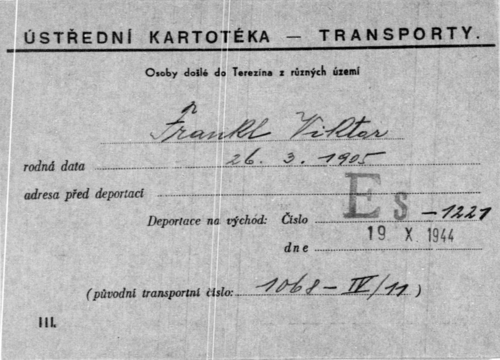 ÚSTŘEDNÍ KARTOTÉKA — TRANSPORTY.
Osoby došlé do Terezína z různých území
Frankl Viktor
rodná data 26. 3. 1905
adresa před deportací
Deportace na východ: Číslo Es -1221
dne 19 X 1944
(původní transportní číslo: 1068 – IV/11)
III.